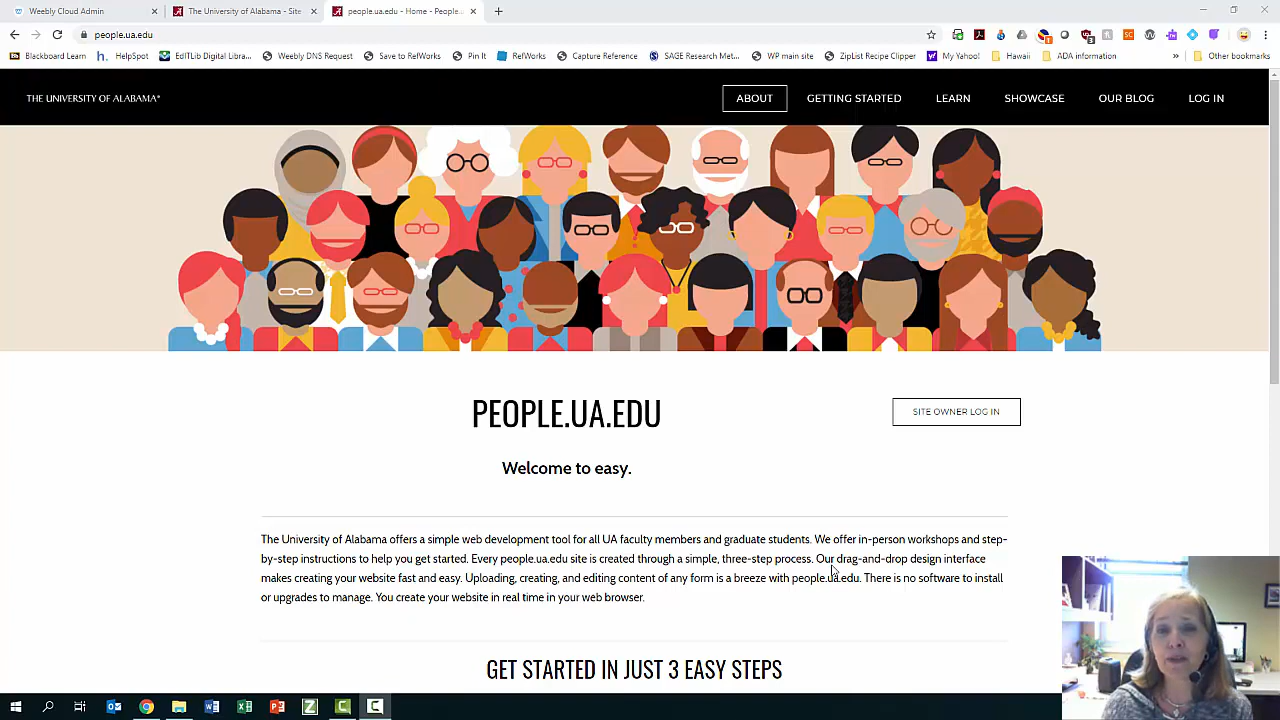 Weebly Cloud Admin
The University of Alabama - Site
people.ua.edu - Home - People...
people.ua.edu
Blackboard Learn
HelpSpot
EdITLib Digital Librar...
Weebly DNS Request
Save to RefWorks
Pin It
RefWorks
Capture Reference
SAGE Research Met...
WP main site
ZipList Recipe Clipper
My Yahoo!
Hawaii
ADA information
Other bookmarks
THE UNIVERSITY OF ALABAMA®
ABOUT
GETTING STARTED
LEARN
SHOWCASE
OUR BLOG
LOG IN
PEOPLE.UA.EDU
SITE OWNER LOG IN
Welcome to easy.
The University of Alabama offers a simple web development tool for all UA faculty members and graduate students. We offer in-person workshops and step-
by-step instructions to help you get started. Every people.ua.edu site is created through a simple, three-step process. Our drag-and-drop design interface
makes creating your website fast and easy. Uploading, creating, and editing content of any form is a breeze with people.ua.edu. There is no software to install
or upgrades to manage. You create your website in real time in your web browser.
GET STARTED IN JUST 3 EASY STEPS